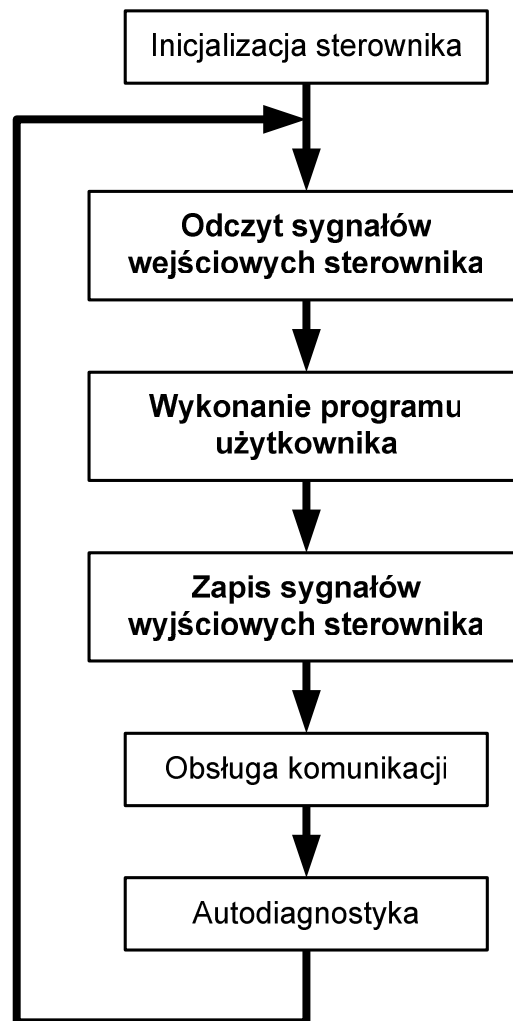 Inicjalizacja sterownika
Odczyt sygnałów
wejściowych sterownika
Wykonanie programu
użytkownika
Zapis sygnałów
wyjściowych sterownika
Obsługa komunikacji
Autodiagnostyka